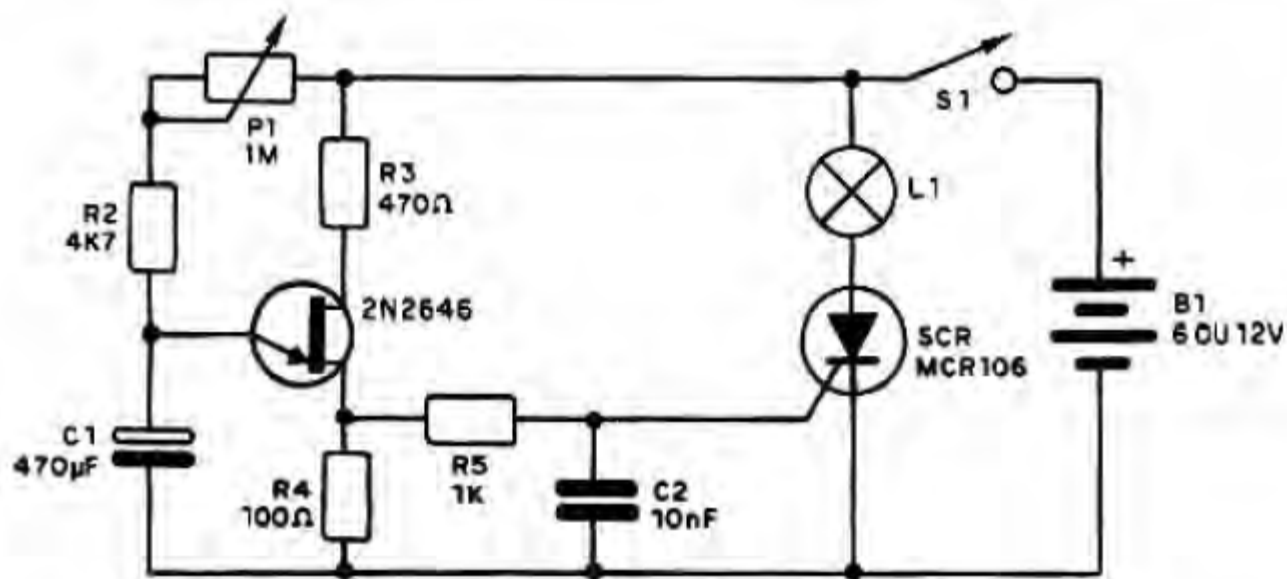 P1
1M
S1
R3
470Ω
L1
R2
4K7
2N2646
+
B1
6 OU 12V
SCR
MCR106
C1
470µF
R5
1K
R4
100Ω
C2
10nF